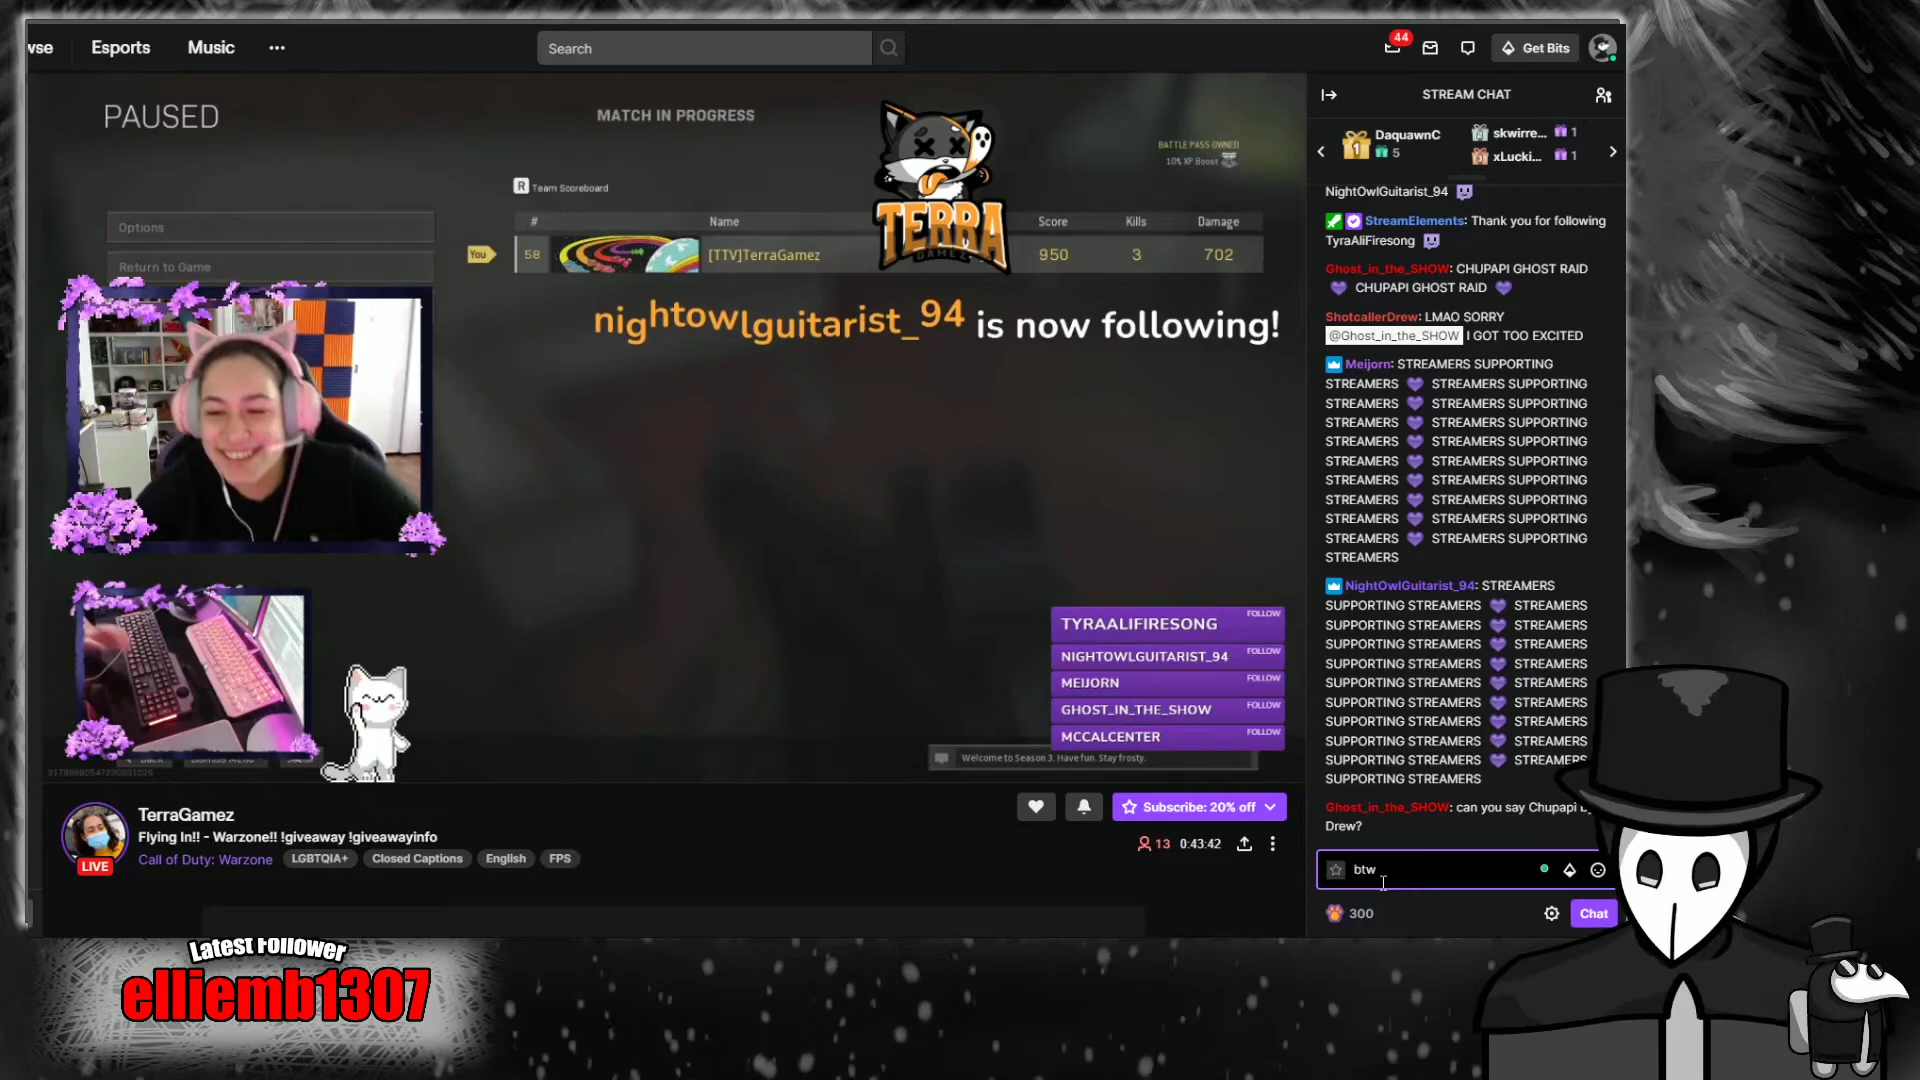 wse
Esports
Music
Search
44
Get Bits
PAUSED
MATCH IN PROGRESS
BATTLE PASS OWNED
10% XP Boost
R Team Scoreboard
# Name Score Kills Damage
You 58 [TTV]TerraGamez 950 3 702
Options
Return to Game
TERRA
GAMEZ
nightowlguitarist_94 is now following!
TYRAALIFIRESONG FOLLOW
NIGHTOWLGUITARIST_94 FOLLOW
MEIJORN FOLLOW
GHOST_IN_THE_SHOW FOLLOW
MCCALCENTER FOLLOW
Welcome to Season 3. Have fun. Stay frosty.
TerraGamez
Flying In!! - Warzone!! !giveaway !giveawayinfo
Call of Duty: Warzone LGBTQIA+ Closed Captions English FPS
LIVE
Subscribe: 20% off
13 0:43:42
STREAM CHAT
1 DaquawnC 5
skwirre... 1
xLucki... 1
NightOwlGuitarist_94
StreamElements: Thank you for following
TyraAliFiresong
Ghost_in_the_SHOW: CHUPAPI GHOST RAID
CHUPAPI GHOST RAID
ShotcallerDrew: LMAO SORRY
@Ghost_in_the_SHOW I GOT TOO EXCITED
Meijorn: STREAMERS SUPPORTING
STREAMERS STREAMERS SUPPORTING
STREAMERS STREAMERS SUPPORTING
STREAMERS STREAMERS SUPPORTING
STREAMERS STREAMERS SUPPORTING
STREAMERS STREAMERS SUPPORTING
STREAMERS STREAMERS SUPPORTING
STREAMERS STREAMERS SUPPORTING
STREAMERS STREAMERS SUPPORTING
STREAMERS STREAMERS SUPPORTING
STREAMERS
NightOwlGuitarist_94: STREAMERS
SUPPORTING STREAMERS STREAMERS
SUPPORTING STREAMERS STREAMERS
SUPPORTING STREAMERS STREAMERS
SUPPORTING STREAMERS STREAMERS
SUPPORTING STREAMERS STREAMERS
SUPPORTING STREAMERS STREAMERS
SUPPORTING STREAMERS STREAMERS
SUPPORTING STREAMERS STREAMERS
SUPPORTING STREAMERS STREAMERS
SUPPORTING STREAMERS
Ghost_in_the_SHOW: can you say Chupapi
Drew?
btw
300
Chat
Latest Follower
elliemb1307